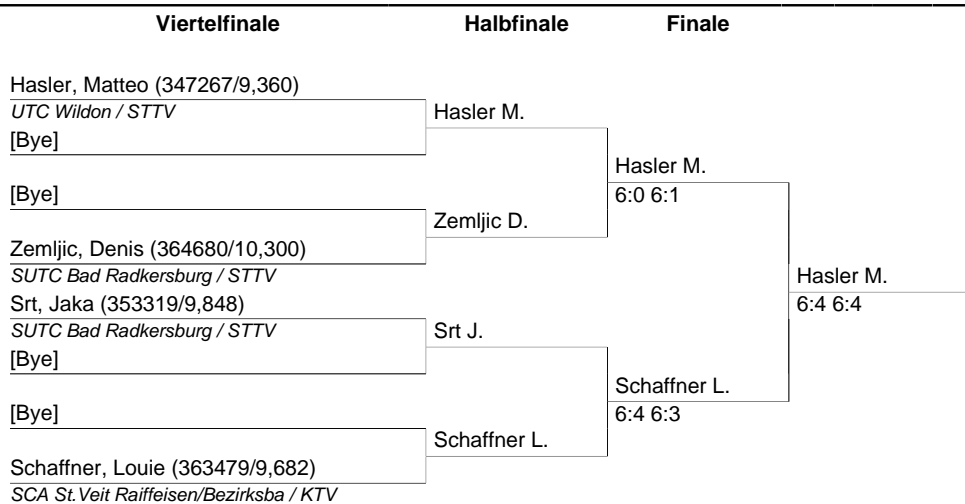 Viertelfinale Halbfinale Finale
Hasler, Matteo (347267/9,360)
UTC Wildon / STTV
Hasler M.
[Bye]
Hasler M.
[Bye]
6:0 6:1
Zemljic D.
Zemljic, Denis (364680/10,300)
SUTC Bad Radkersburg / STTV
Hasler M.
Srt, Jaka (353319/9,848)
6:4 6:4
SUTC Bad Radkersburg / STTV
Srt J.
[Bye]
Schaffner L.
[Bye]
6:4 6:3
Schaffner L.
Schaffner, Louie (363479/9,682)
SCA St.Veit Raiffeisen/Bezirksba / KTV